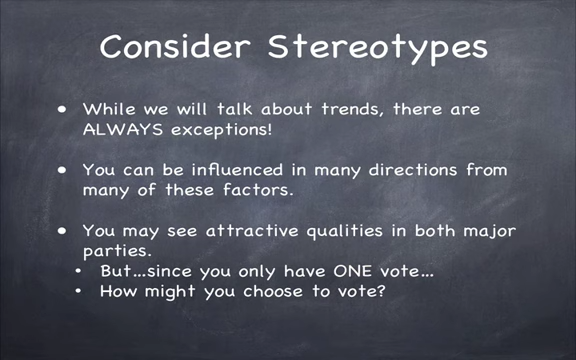 Consider Stereotypes
• While we will talk about trends, there are
ALWAYS exceptions!
• You can be influenced in many directions from
many of these factors.
• You may see attractive qualities in both major
parties.
• But...since you only have ONE vote...
• How might you choose to vote?